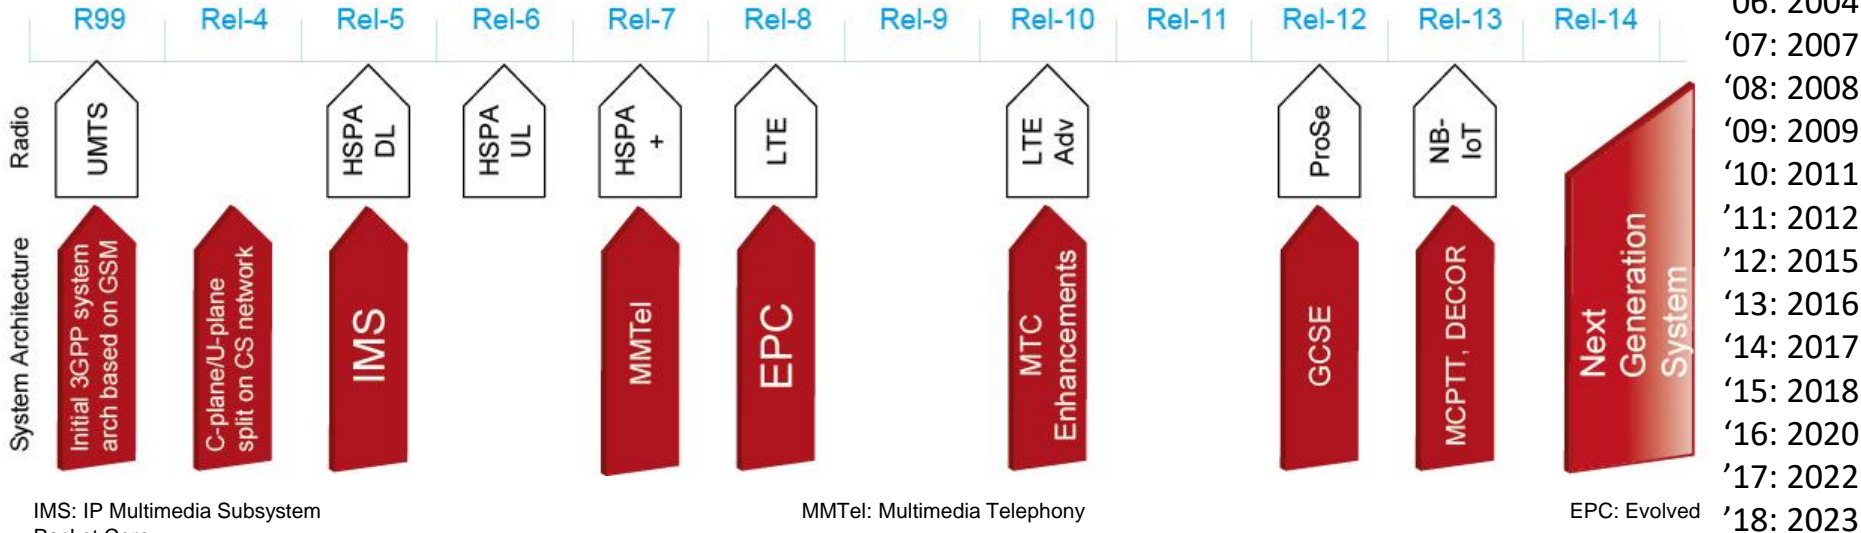 R99 Rel-4 Rel-5 Rel-6 Rel-7 Rel-8 Rel-9 Rel-10 Rel-11 Rel-12 Rel-13 Rel-14
Radio
UMTS
HSPA
DL
HSPA
UL
HSPA
+
LTE
LTE
Adv
ProSe
NB-
IoT
System Architecture
Initial 3GPP system
arch based on GSM
C-plane/U-plane
split on CS network
IMS
MMTel
EPC
MTC
Enhancements
GCSE
MCPTT, DECOR
Next
Generation
System
‘06: 2004
‘07: 2007
‘08: 2008
‘09: 2009
‘10: 2011
’11: 2012
’12: 2015
‘13: 2016
‘14: 2017
‘15: 2018
‘16: 2020
’17: 2022
’18: 2023
IMS: IP Multimedia Subsystem MMTel: Multimedia Telephony EPC: Evolved
Packet Core